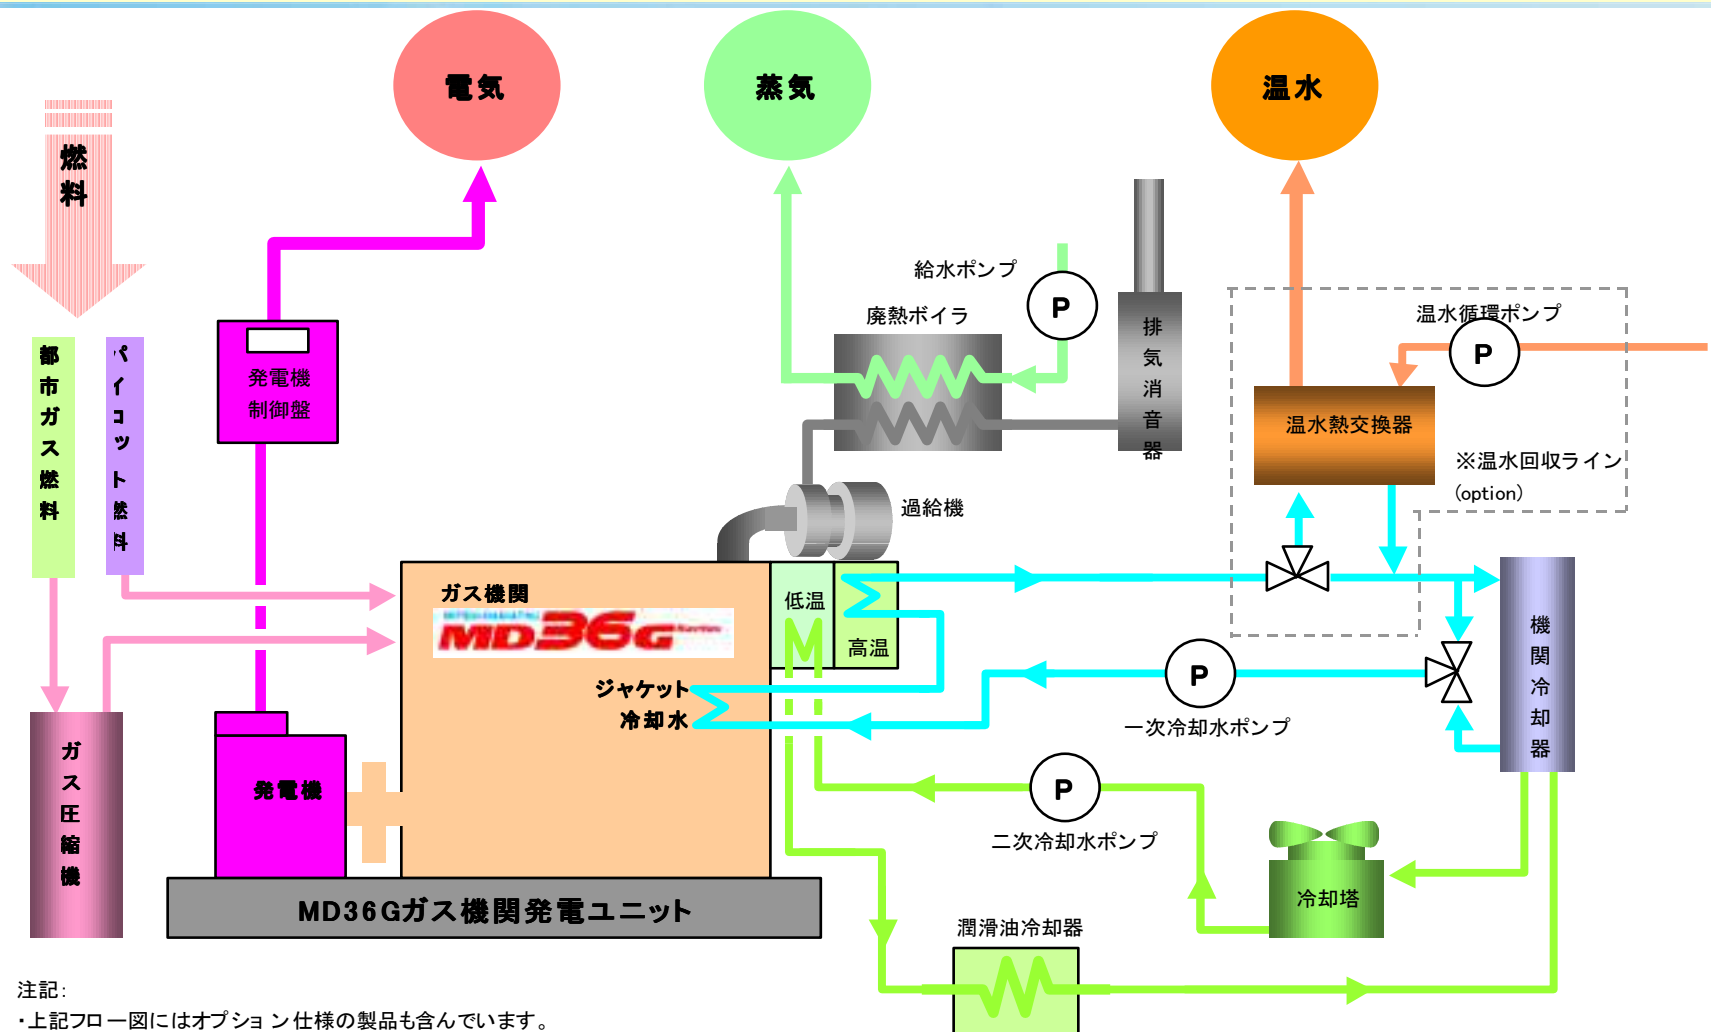 電気
蒸気
温水
燃料
都市ガス燃料
パイロット燃料
給水ポンプ
P
廃熱ボイラ
排気消音器
温水循環ポンプ
P
発電機
制御盤
温水熱交換器
※温水回収ライン
(option)
過給機
ガス機関
MD36G
低温
高温
ジャケット
冷却水
P
一次冷却水ポンプ
機関冷却器
ガス圧縮機
発電機
P
二次冷却水ポンプ
冷却塔
MD36Gガス機関発電ユニット
潤滑油冷却器
注記:
・上記フロー図にはオプション仕様の製品も含んでいます。